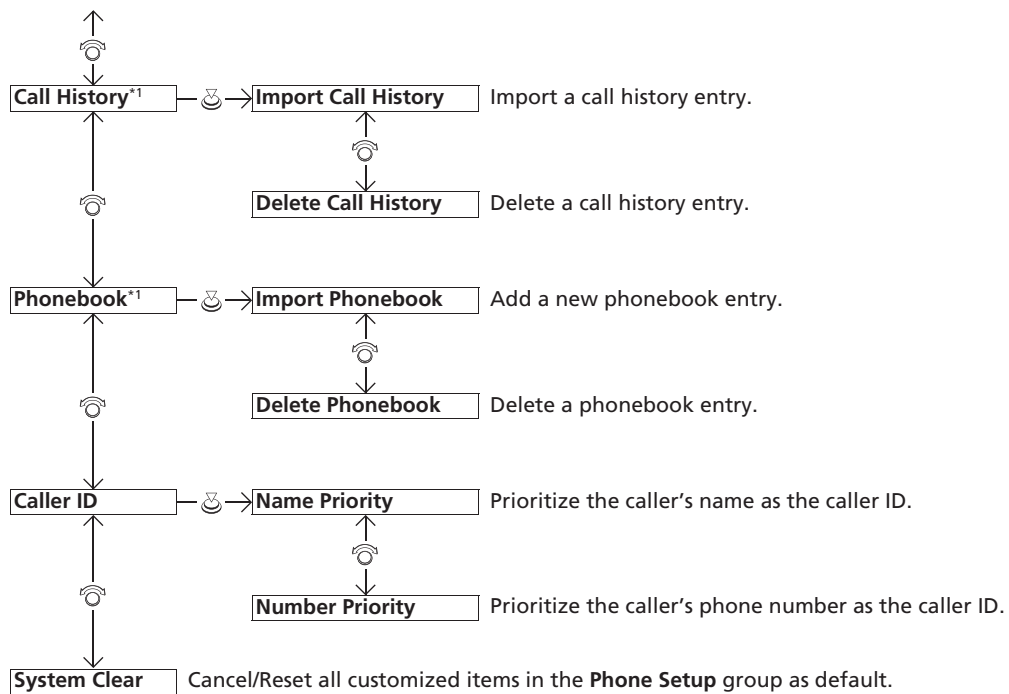 Call History*1 Import Call History Import a call history entry.
Delete Call History Delete a call history entry.
Phonebook*1 Import Phonebook Add a new phonebook entry.
Delete Phonebook Delete a phonebook entry.
Caller ID Name Priority Prioritize the caller's name as the caller ID.
Number Priority Prioritize the caller's phone number as the caller ID.
System Clear Cancel/Reset all customized items in the Phone Setup group as default.